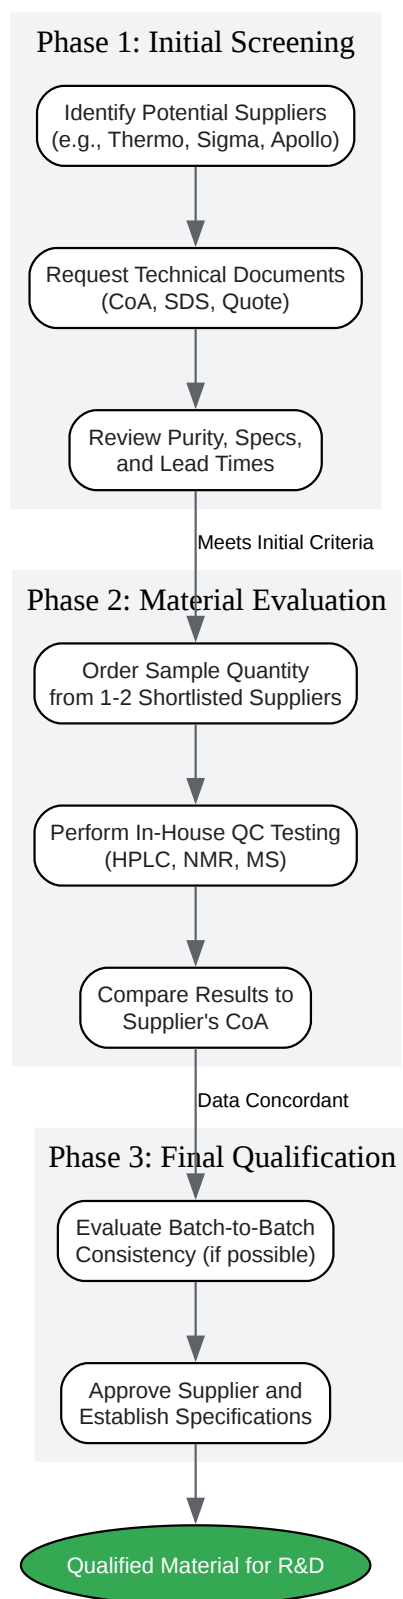 Phase 1: Initial Screening
Identify Potential Suppliers
(e.g., Thermo, Sigma, Apollo)
Request Technical Documents
(CoA, SDS, Quote)
Review Purity, Specs,
and Lead Times
Meets Initial Criteria
Phase 2: Material Evaluation
Order Sample Quantity
from 1-2 Shortlisted Suppliers
Perform In-House QC Testing
(HPLC, NMR, MS)
Compare Results to
Supplier's CoA
Data Concordant
Phase 3: Final Qualification
Evaluate Batch-to-Batch
Consistency (if possible)
Approve Supplier and
Establish Specifications
Qualified Material for R&D